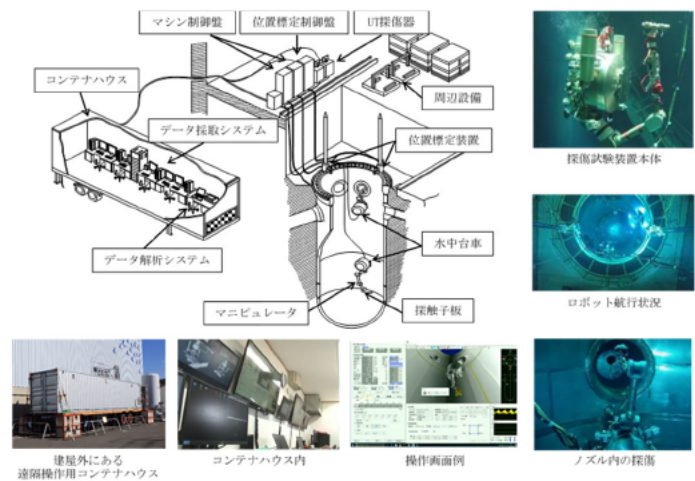 マシン制御盤
位置標定制御盤
UT探傷器
コンテナハウス
周辺設備
データ採取システム
位置標定装置
探傷試験装置本体
水中台車
データ解析システム
マニピュレータ
探触子板
ロボット航行状況
建屋外にある
遠隔操作用コンテナハウス
コンテナハウス内
操作画面例
ノズル内の探傷